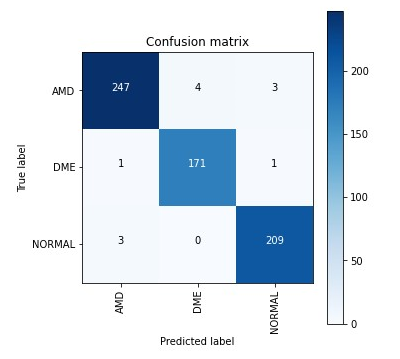 Confusion matrix
True label
AMD 247 4 3
DME 1 171 1
NORMAL 3 0 209
AMD DME NORMAL
Predicted label
200
150
100
50
0